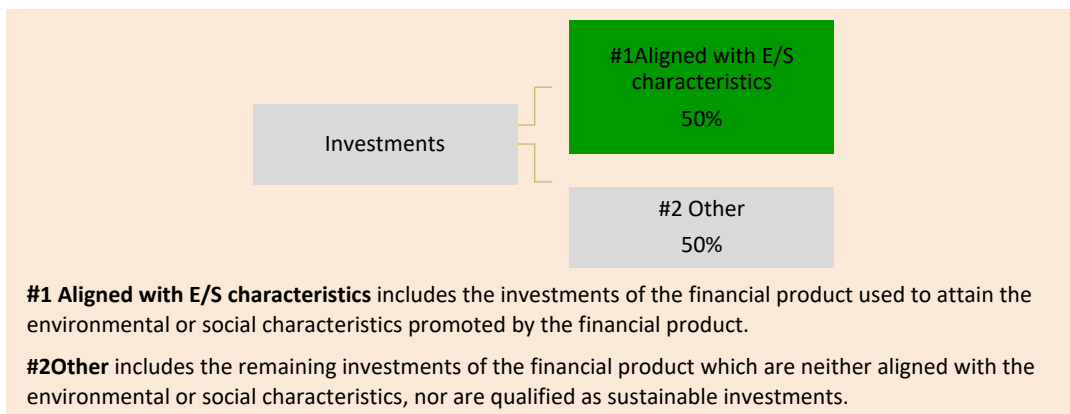 #1Aligned with E/S
characteristics
50%
Investments
#2 Other
50%
#1 Aligned with E/S characteristics includes the investments of the financial product used to attain the
environmental or social characteristics promoted by the financial product.
#2Other includes the remaining investments of the financial product which are neither aligned with the
environmental or social characteristics, nor are qualified as sustainable investments.